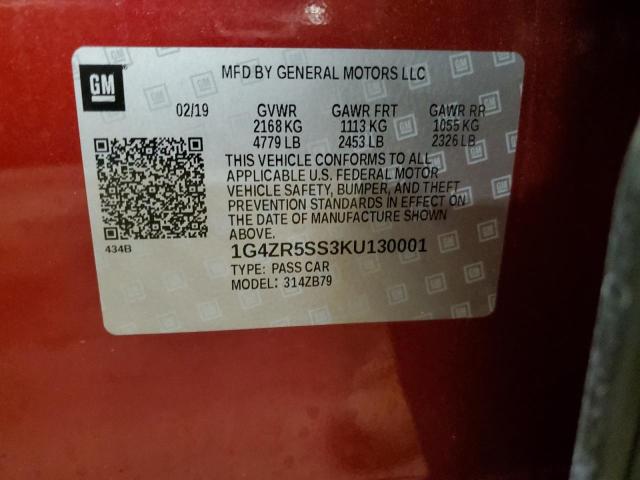 GM
MFD BY GENERAL MOTORS LLC
02/19 GVWR GAWR FRT GAWR RR
2168 KG 1113 KG 1055 KG
4779 LB 2453 LB 2326 LB
THIS VEHICLE CONFORMS TO ALL
APPLICABLE U.S. FEDERAL MOTOR
VEHICLE SAFETY, BUMPER, AND THEFT
PREVENTION STANDARDS IN EFFECT ON
THE DATE OF MANUFACTURE SHOWN
ABOVE.
434B
1G4ZR5SS3KU130001
TYPE: PASS CAR
MODEL: 314ZB79